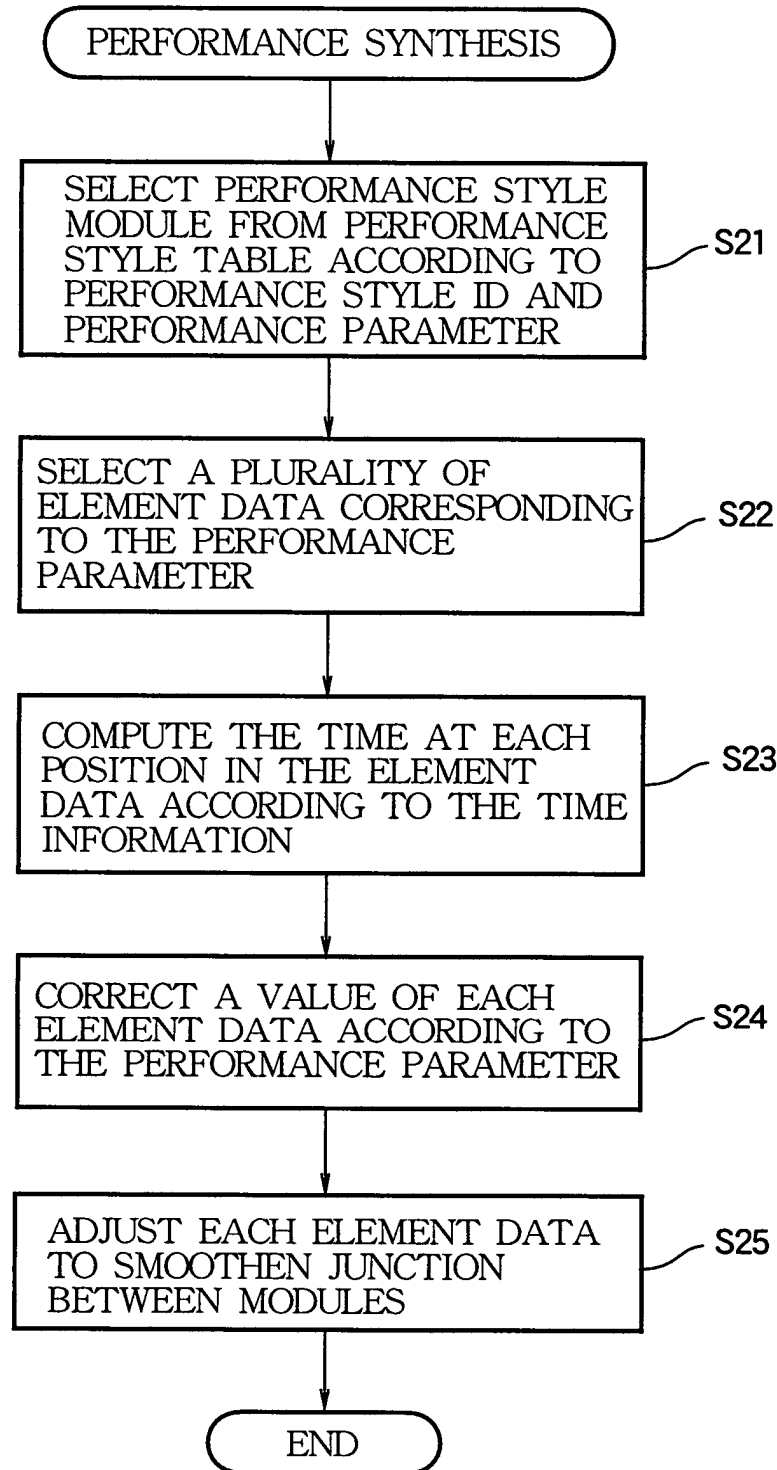 PERFORMANCE SYNTHESIS
SELECT PERFORMANCE STYLE
MODULE FROM PERFORMANCE
STYLE TABLE ACCORDING TO
PERFORMANCE STYLE ID AND
PERFORMANCE PARAMETER
S21
SELECT A PLURALITY OF
ELEMENT DATA CORRESPONDING
TO THE PERFORMANCE
PARAMETER
S22
COMPUTE THE TIME AT EACH
POSITION IN THE ELEMENT
DATA ACCORDING TO THE TIME
INFORMATION
S23
CORRECT A VALUE OF EACH
ELEMENT DATA ACCORDING TO
THE PERFORMANCE PARAMETER
S24
ADJUST EACH ELEMENT DATA
TO SMOOTHEN JUNCTION
BETWEEN MODULES
S25
END